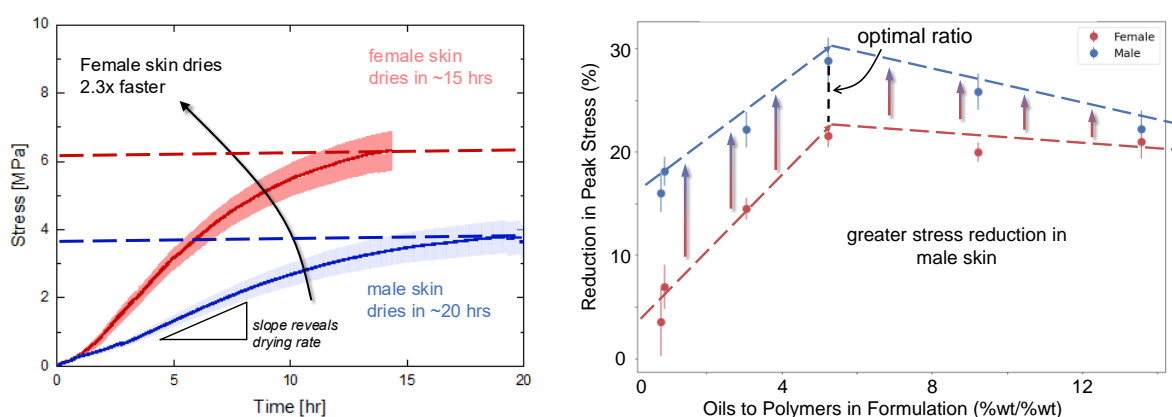 10
8
6
4
2
0
Stress [MPa]
0
5
10
15
20
Time [hr]
Female skin dries
2.3x faster
female skin
dries in ~15 hrs
male skin
dries in ~20 hrs
slope reveals
drying rate
30
20
10
0
Reduction in Peak Stress (%)
0
4
8
12
Oils to Polymers in Formulation (%wt/%wt)
optimal ratio
Female
Male
greater stress reduction in
male skin